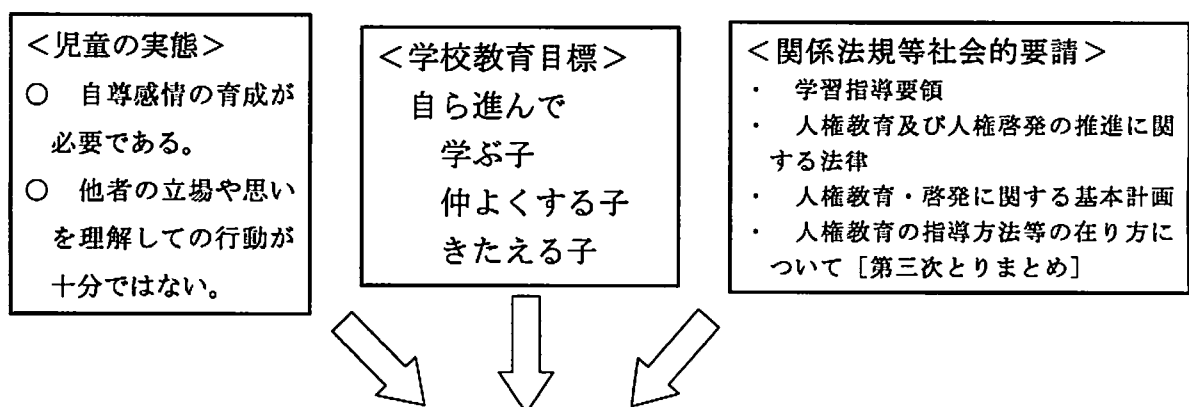 ＜児童の実態＞
○　自尊感情の育成が
必要である。
○　他者の立場や思い
を理解しての行動が
十分ではない。
＜学校教育目標＞
自ら進んで
学ぶ子
仲よくする子
きたえる子
＜関係法規等社会的要請＞
・　学習指導要領
・　人権教育及び人権啓発の推進に関
する法律
・　人権教育・啓発に関する基本計画
・　人権教育の指導方法等の在り方に
ついて［第三次とりまとめ］